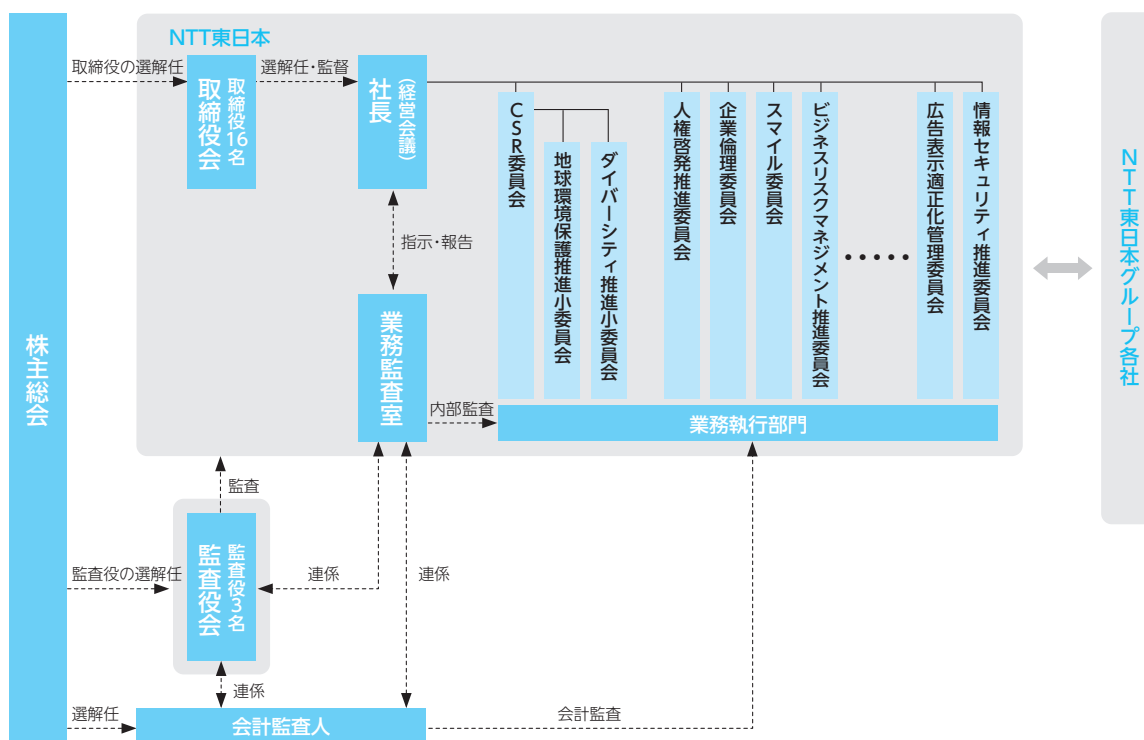 NTT東日本
株主総会
取締役の選解任
取締役会
取締役16名
選解任・監督
社長
(経営会議)
CSR委員会
地球環境保護推進小委員会
ダイバーシティ推進小委員会
人権啓発推進委員会
企業倫理委員会
スマイル委員会
ビジネスリスクマネジメント推進委員会
・・・・・
広告表示適正化管理委員会
情報セキュリティ推進委員会
NTT東日本グループ各社
指示・報告
業務監査室
内部監査
業務執行部門
監査
監査役の選解任
監査役会
監査役3名
連係
連係
連係
選解任
会計監査人
会計監査